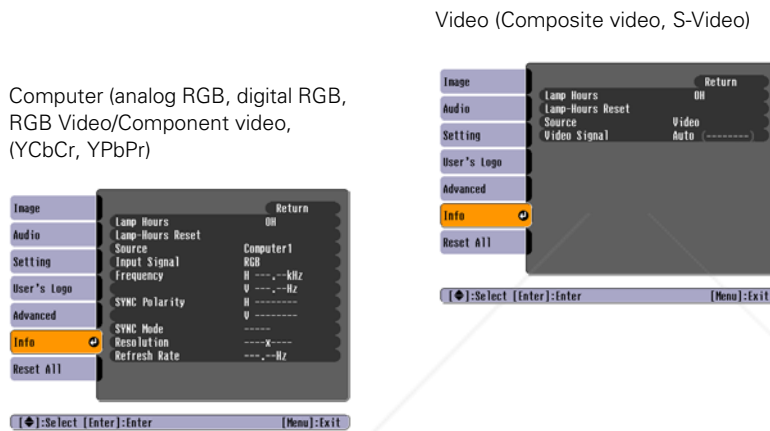 Video (Composite video, S-Video)
Computer (analog RGB, digital RGB,
RGB Video/Component video,
(YCbCr, YPbPr)
Image
Audio
Setting
User's Logo
Advanced
Info
Reset All
Return
Lamp Hours 0H
Lamp-Hours Reset
Source Computer1
Input Signal RGB
Frequency H ---.--kHz
V ---.--Hz
SYNC Polarity H --------
V --------
SYNC Mode -----
Resolution ----x----
Refresh Rate ---.--Hz
[ ]:Select [Enter]:Enter [Menu]:Exit
Image
Audio
Setting
User's Logo
Advanced
Info
Reset All
Return
Lamp Hours 0H
Lamp-Hours Reset
Source Video
Video Signal Auto (--------)
[ ]:Select [Enter]:Enter [Menu]:Exit